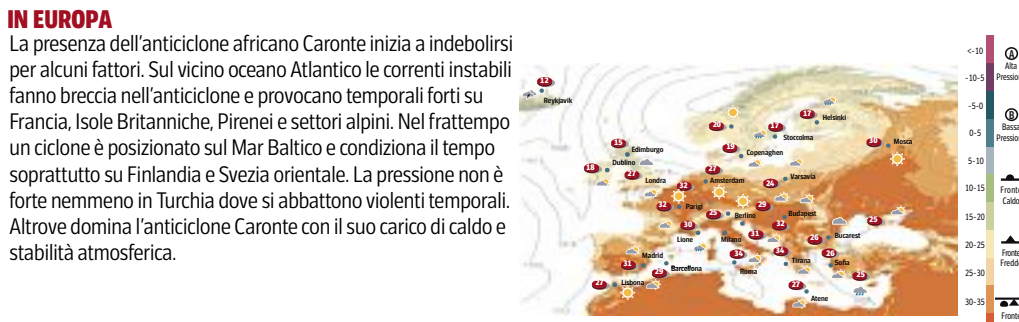 IN EUROPA
La presenza dell'anticiclone africano Caronte inizia a indebolirsi
per alcuni fattori. Sul vicino oceano Atlantico le correnti instabili
fanno breccia nell'anticiclone e provocano temporali forti su
Francia, Isole Britanniche, Pirenei e settori alpini. Nel frattempo
un ciclone è posizionato sul Mar Baltico e condiziona il tempo
soprattutto su Finlandia e Svezia orientale. La pressione non è
forte nemmeno in Turchia dove si abbattono violenti temporali.
Altrove domina l'anticiclone Caronte con il suo carico di caldo e
stabilità atmosferica.
12
Reykjavik
20
17
Stoccolma
17
Helsinki
30
Mosca
15
Edimburgo
18
Dublino
27
Londra
19
Copenaghen
27
Amsterdam
24
Varsavia
32
32
Parigi
25
Berlino
29
Budapest
32
30
Lione
31
Milano
26
Bucarest
25
31
Madrid
29
Barcellona
27
Lisbona
34
Roma
34
Tirana
26
Sofia
25
27
Atene
<-10
-10-5
-5-0
0-5
5-10
10-15
15-20
20-25
25-30
30-35
A
Alta
Pression
B
Bassa
Pression
Fronte
Caldo
Fronte
Fredd
Fronte